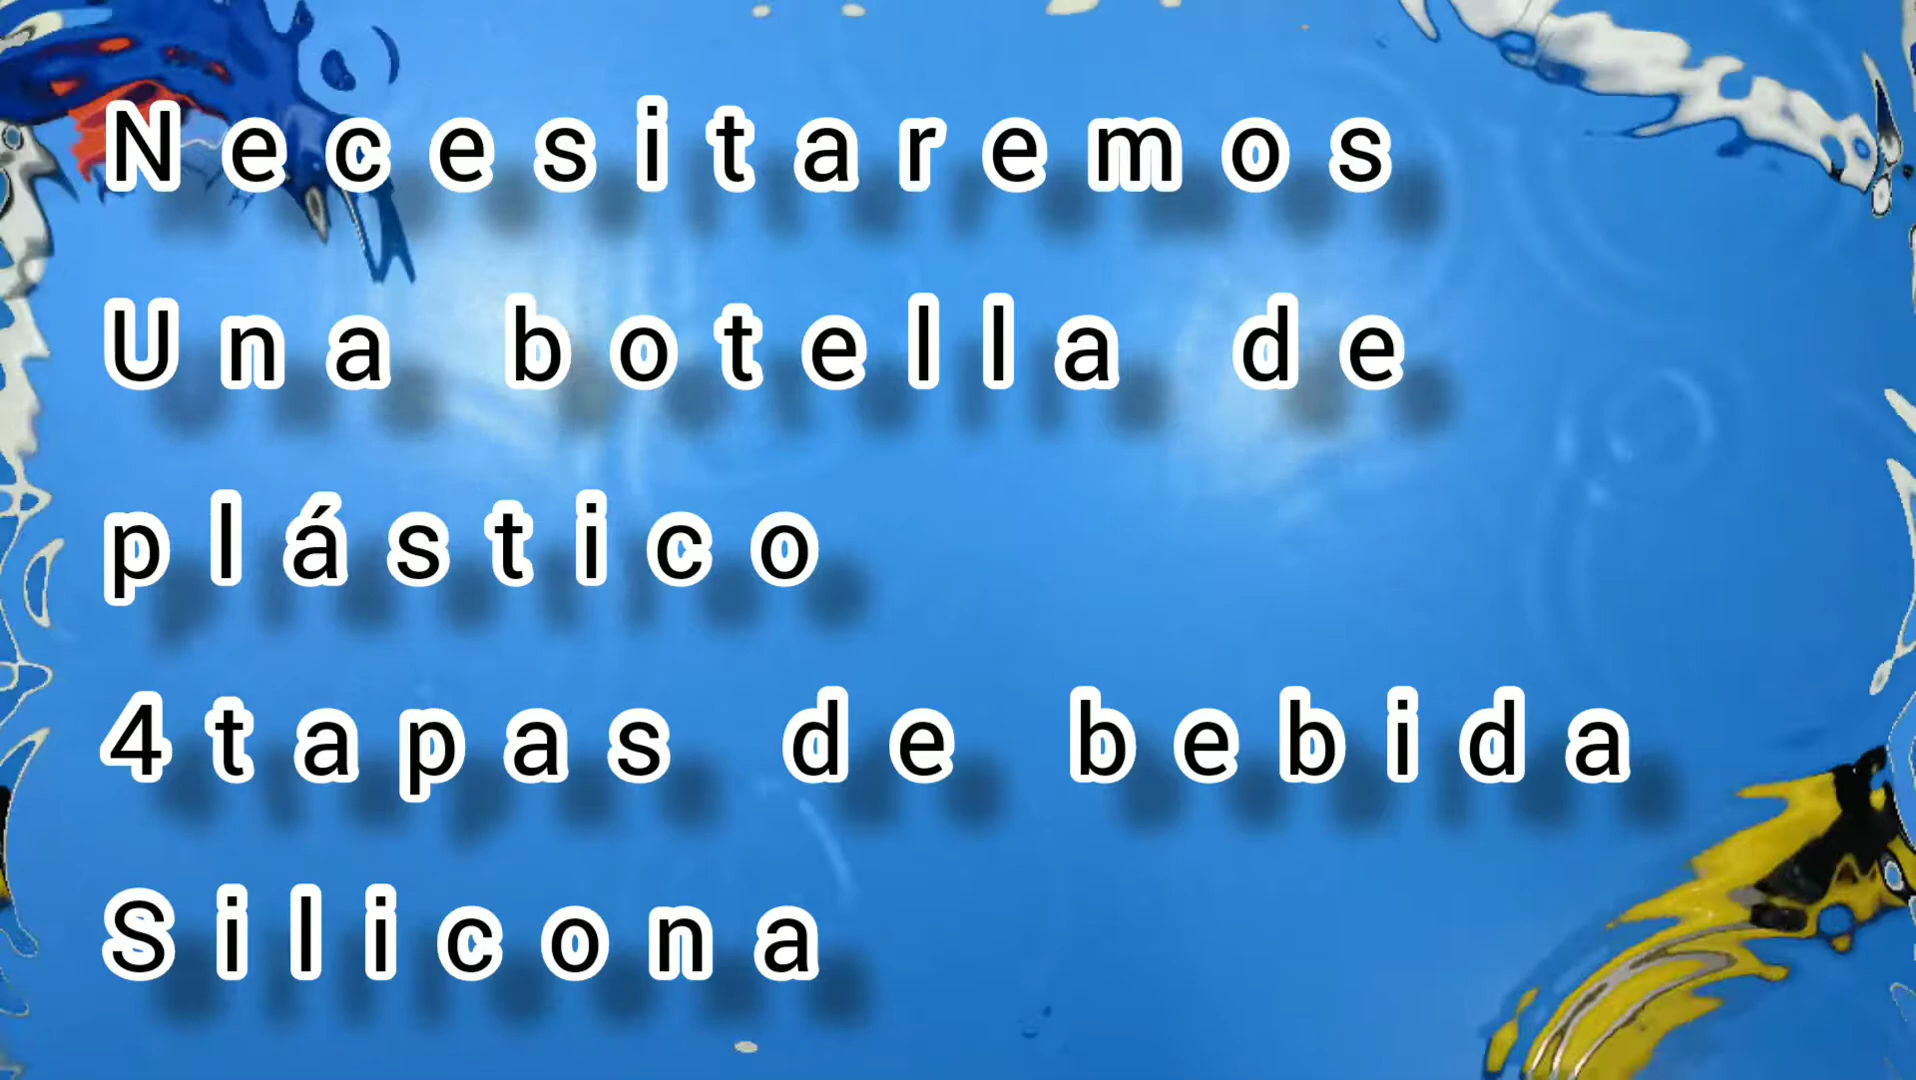 Necesitaremos
Una botella de
plástico
4tapas de bebida
Silicona